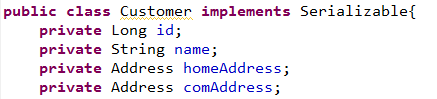 public class Customer implements Serializable{
    private Long id;
    private String name;
    private Address homeAddress;
    private Address comAddress;